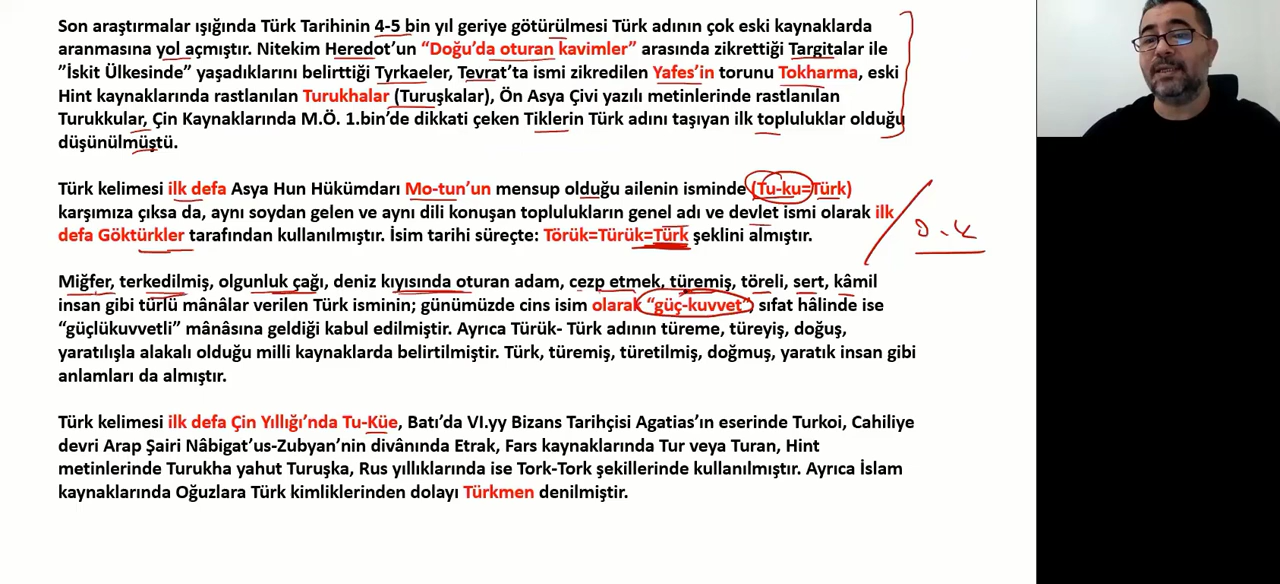 Son araştırmalar ışığında Türk Tarihinin 4-5 bin yıl geriye götürülmesi Türk adının çok eski kaynaklarda
aranmasına yol açmıştır. Nitekim Heredot’un “Doğu’da oturan kavimler” arasında zikrettiği Targitalar ile
”İskit Ülkesinde” yaşadıklarını belirttiği Tyrkaeler, Tevrat’ta ismi zikredilen Yafes’in torunu Tokharma, eski
Hint kaynaklarında rastlanılan Turukhalar (Turuşkalar), Ön Asya Çivi yazılı metinlerinde rastlanılan
Turukkular, Çin Kaynaklarında M.Ö. 1.bin’de dikkati çeken Tiklerin Türk adını taşıyan ilk topluluklar olduğu
düşünülmüştü.
Türk kelimesi ilk defa Asya Hun Hükümdarı Mo-tun’un mensup olduğu ailenin isminde (Tu-ku=Türk)
karşımıza çıksa da, aynı soydan gelen ve aynı dili konuşan toplulukların genel adı ve devlet ismi olarak ilk
defa Göktürkler tarafından kullanılmıştır. İsim tarihi süreçte: Törük=Türük=Türk şeklini almıştır.
Miğfer, terkedilmiş, olgunluk çağı, deniz kıyısında oturan adam, cezp etmek, türemiş, töreli, sert, kâmil
insan gibi türlü mânâlar verilen Türk isminin; günümüzde cins isim olarak “güç-kuvvet”, sıfat hâlinde ise
“güçlükuvvetli” mânâsına geldiği kabul edilmiştir. Ayrıca Türük- Türk adının türeme, türeyiş, doğuş,
yaratılışla alakalı olduğu milli kaynaklarda belirtilmiştir. Türk, türemiş, türetilmiş, doğmuş, yaratık insan gibi
anlamları da almıştır.
Türk kelimesi ilk defa Çin Yıllığı’nda Tu-Küe, Batı’da VI.yy Bizans Tarihçisi Agatias’ın eserinde Turkoi, Cahiliye
devri Arap Şairi Nâbigat’us-Zubyan’nin divânında Etrak, Fars kaynaklarında Tur veya Turan, Hint
metinlerinde Turukha yahut Turuşka, Rus yıllıklarında ise Tork-Tork şekillerinde kullanılmıştır. Ayrıca İslam
kaynaklarında Oğuzlara Türk kimliklerinden dolayı Türkmen denilmiştir.